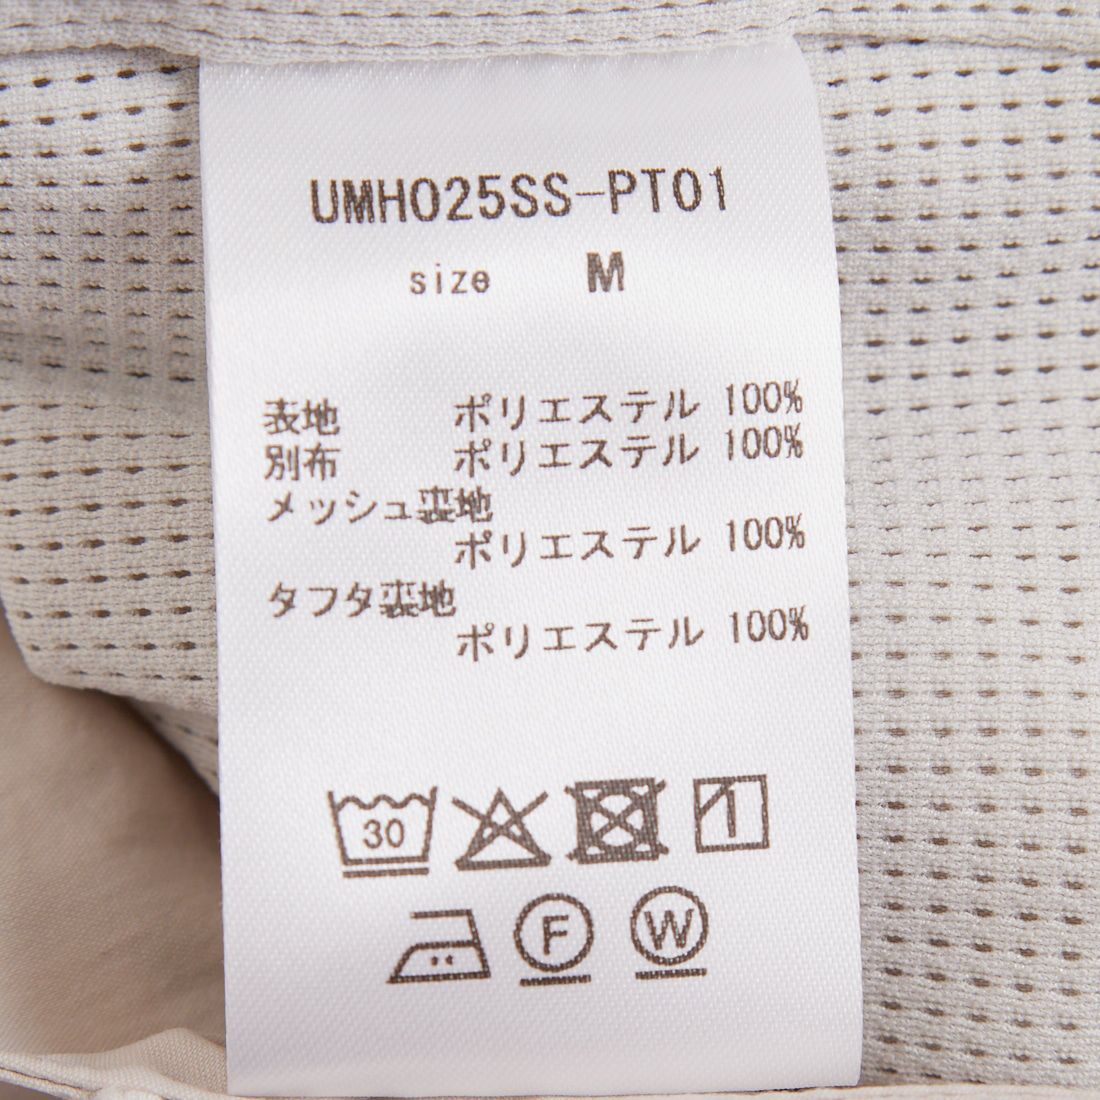 UMH025SS-PT01
size M
表地 ポリエステル 100%
別布 ポリエステル 100%
メッシュ裏地
ポリエステル 100%
タフタ裏地
ポリエステル 100%
30
F W